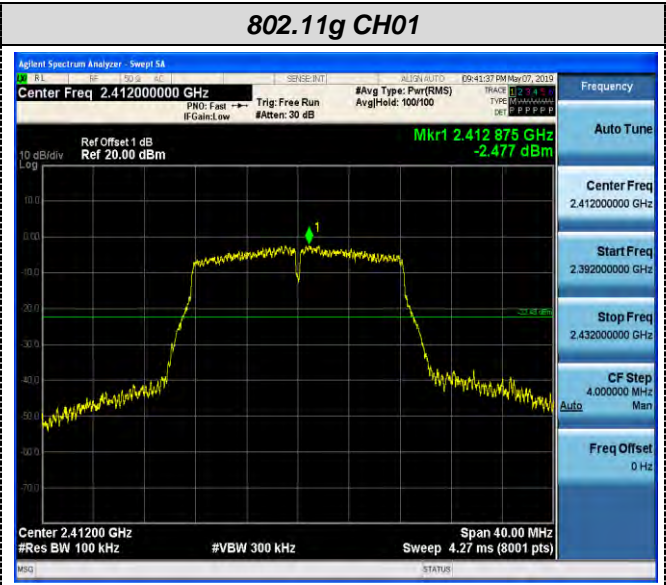 802.11g CH01
Agilent Spectrum Analyzer - Swept SA
RL RF 50 Ω AC SENSE:INT ALIGN AUTO 09:41:37 PM May 07, 2019
Center Freq 2.412000000 GHz
PNO: Fast
IFGain:Low
Trig: Free Run
#Atten: 30 dB
#Avg Type: Pwr(RMS)
Avg|Hold: 100/100
TRACE 1 2 3 4 5 6
TYPE
DET P P P P P P
Ref Offset 1 dB
10 dB/div Ref 20.00 dBm
Log
Mkr1 2.412 875 GHz
-2.477 dBm
10.0
0.00
-10.0
-20.0
-30.0
-40.0
-50.0
-60.0
-70.0
1
Center 2.41200 GHz
#Res BW 100 kHz
#VBW 300 kHz
Span 40.00 MHz
Sweep 4.27 ms (8001 pts)
MSG STATUS
Frequency
Auto Tune
Center Freq
2.412000000 GHz
Start Freq
2.392000000 GHz
Stop Freq
2.432000000 GHz
CF Step
4.000000 MHz
Auto Man
Freq Offset
0 Hz